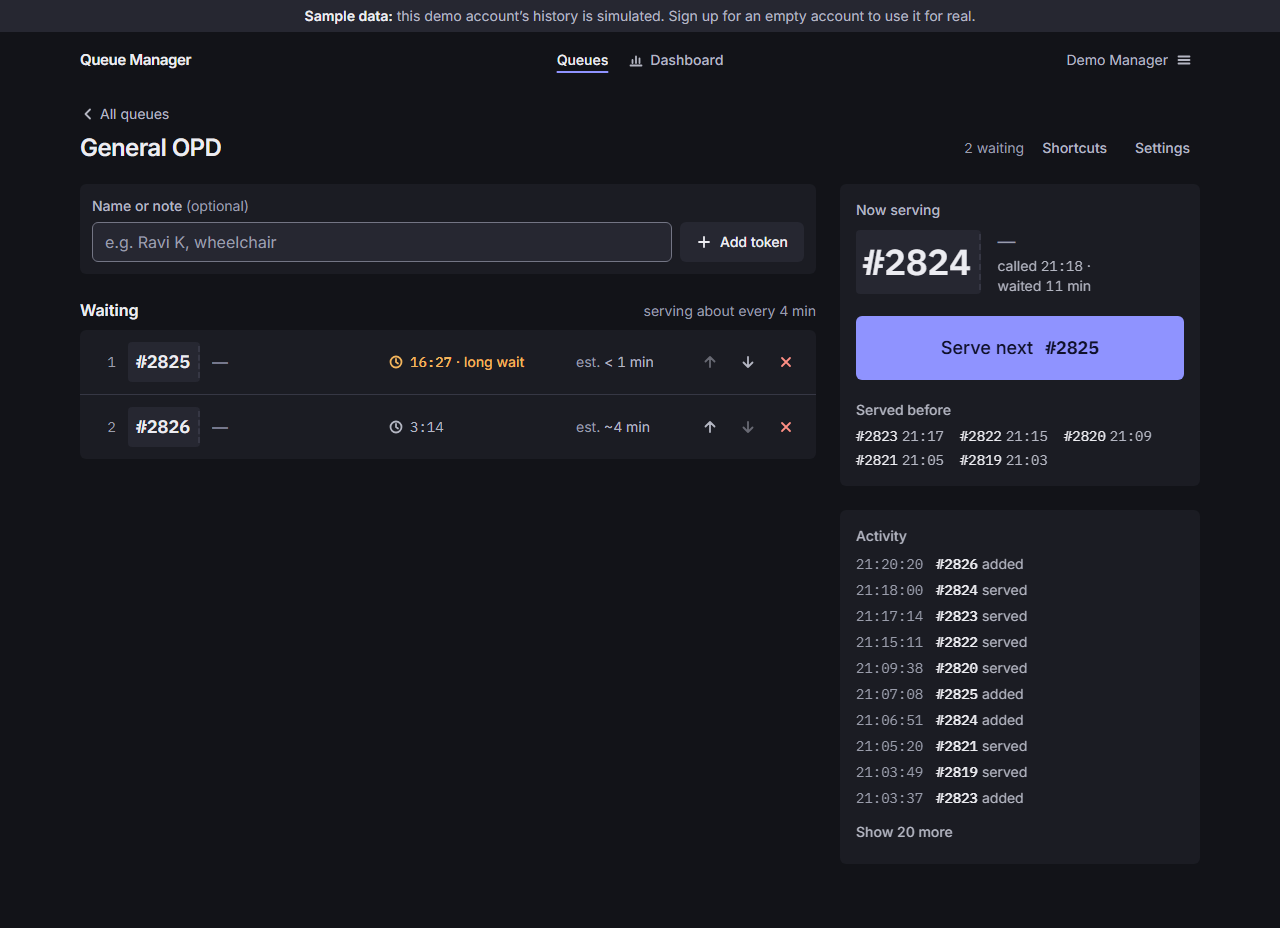 Sample data: this demo account’s history is simulated. Sign up for an empty account to use it for real.
Queue Manager
Queues
Dashboard
Demo Manager
All queues
General OPD
2 waiting
Shortcuts
Settings
Name or note (optional)
e.g. Ravi K, wheelchair
Add token
Waiting
serving about every 4 min
1 #2825 — 16:27 · long wait est. < 1 min
2 #2826 — 3:14 est. ~4 min
Now serving
#2824
—
called 21:18 ·
waited 11 min
Serve next #2825
Served before
#2823 21:17 #2822 21:15 #2820 21:09
#2821 21:05 #2819 21:03
Activity
21:20:20 #2826 added
21:18:00 #2824 served
21:17:14 #2823 served
21:15:11 #2822 served
21:09:38 #2820 served
21:07:08 #2825 added
21:06:51 #2824 added
21:05:20 #2821 served
21:03:49 #2819 served
21:03:37 #2823 added
Show 20 more